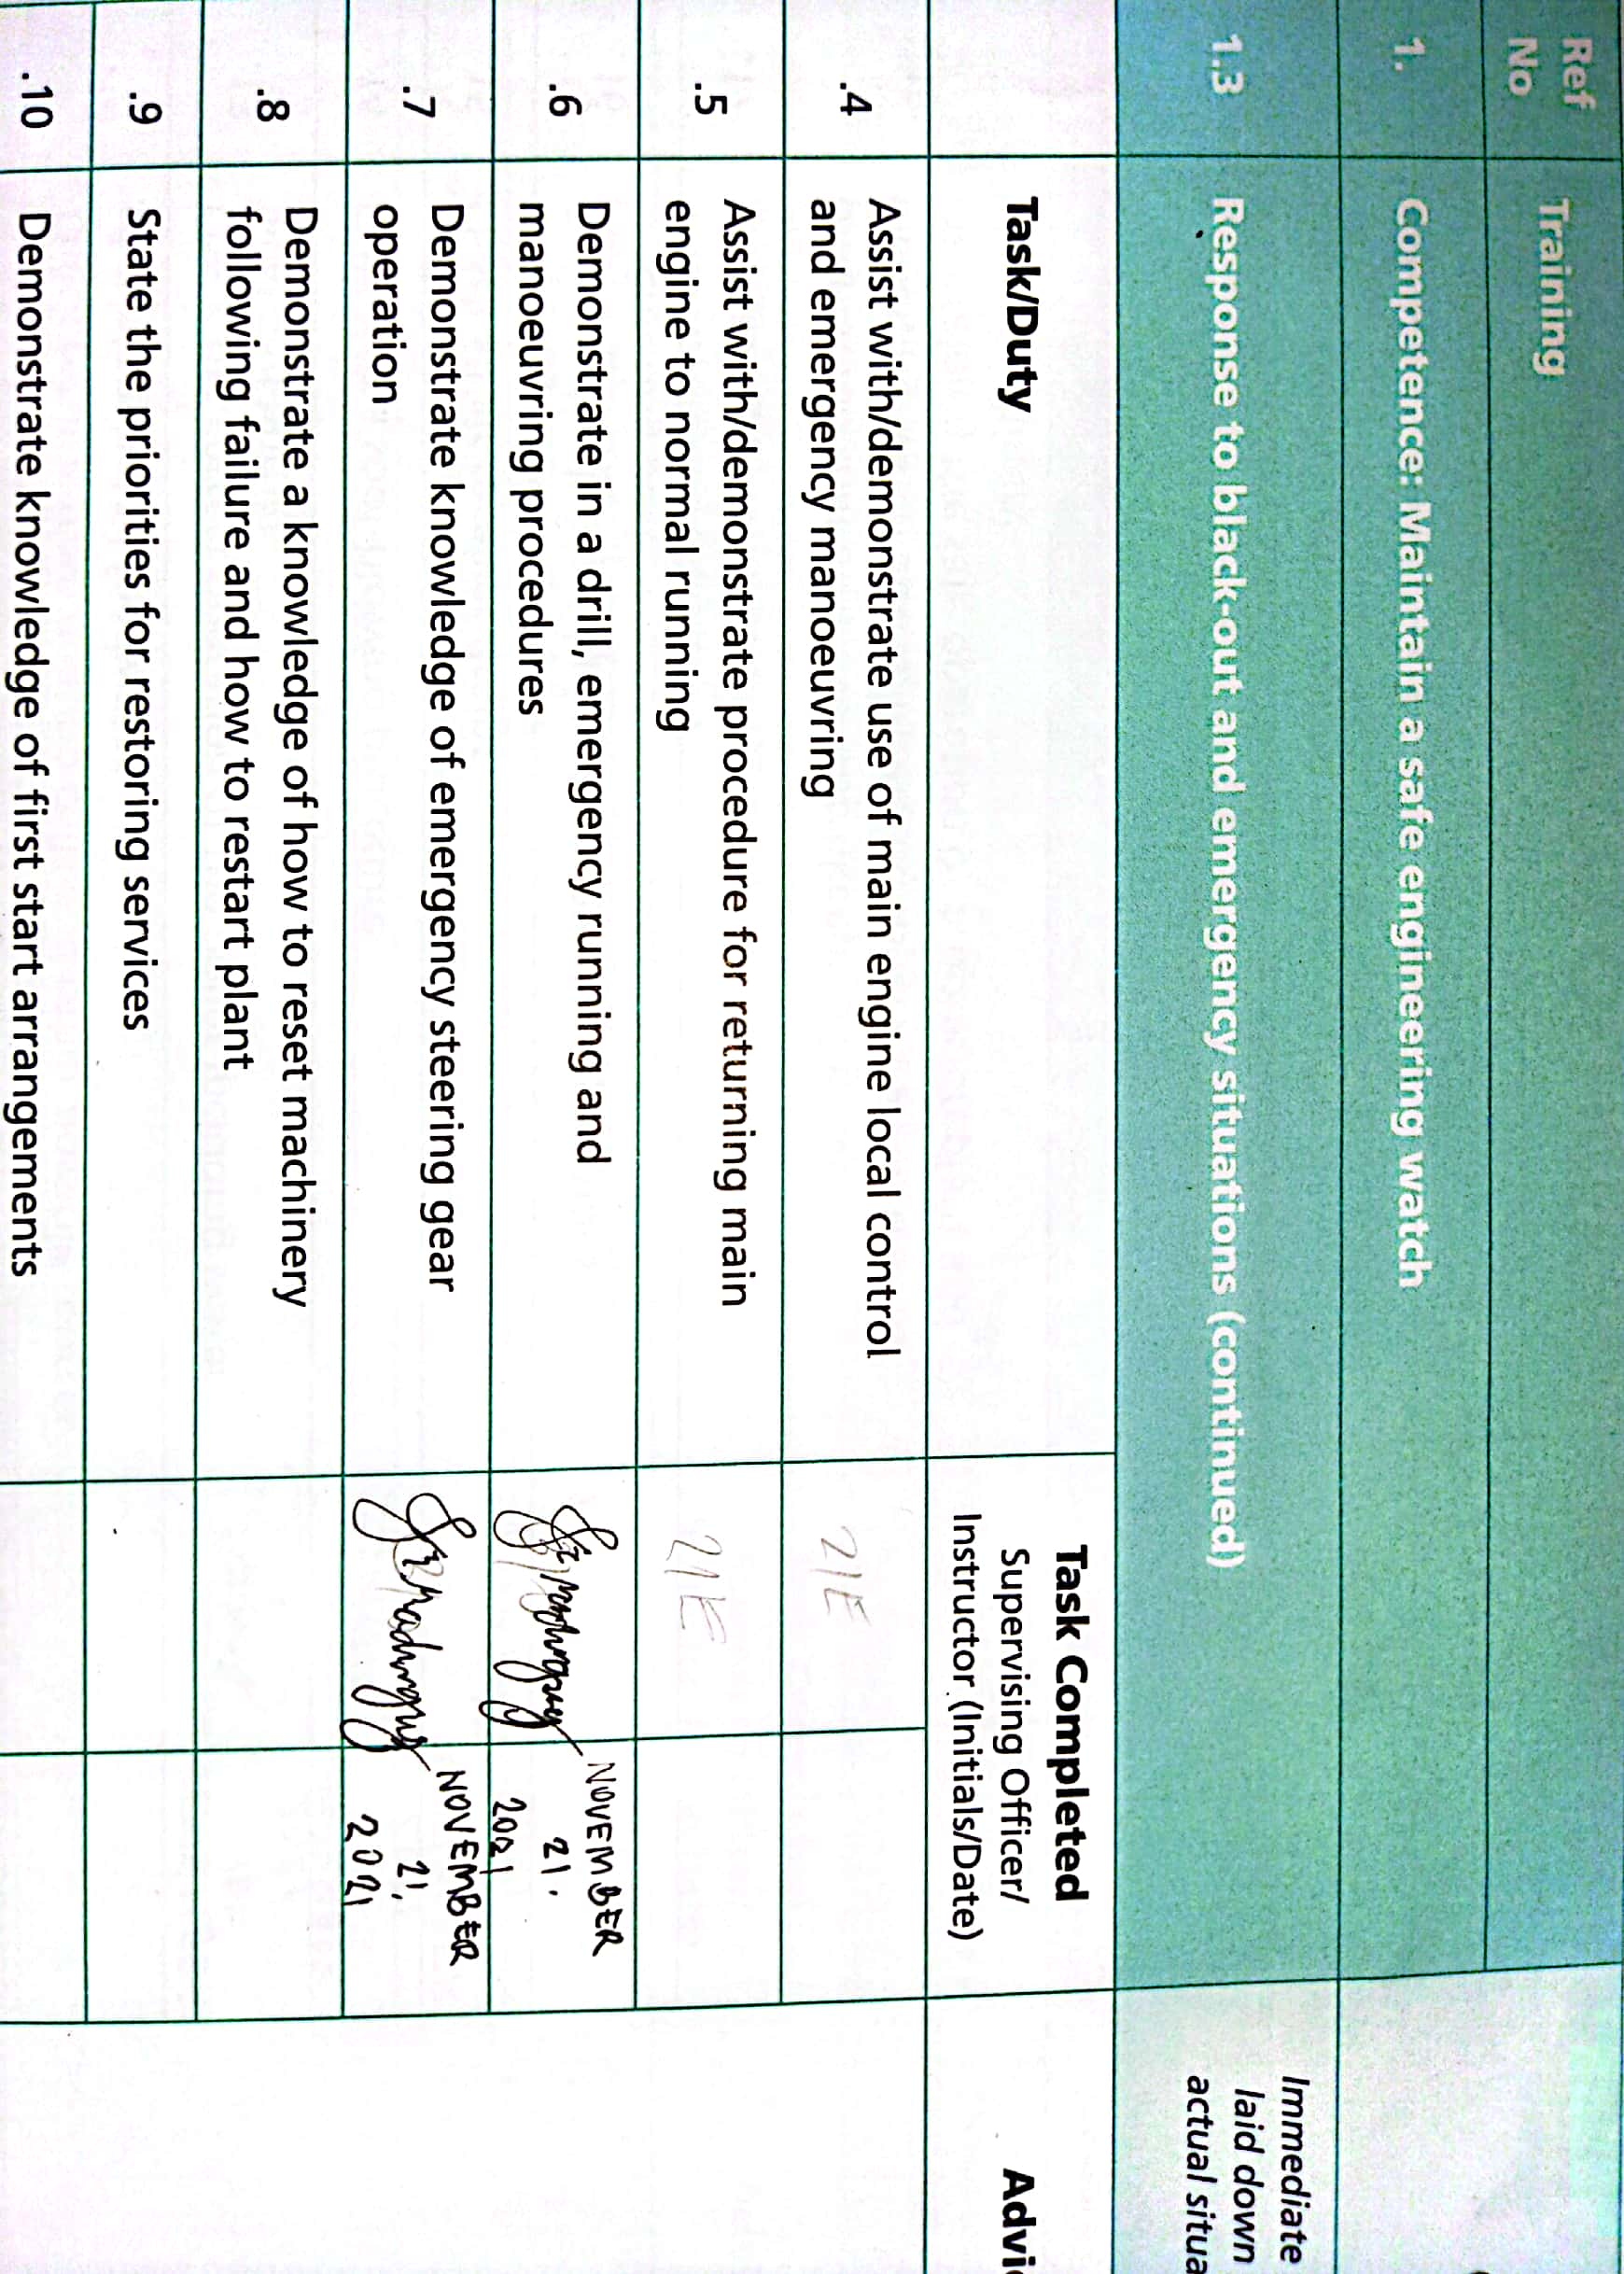 Ref
No
Training
1.
Competence: Maintain a safe engineering watch
1.3
Response to black-out and emergency situations (continued)
Immediate
laid down
actual situa
Task/Duty
Task Completed
Supervising Officer/
Instructor (Initials/Date)
Advi
.4
Assist with/demonstrate use of main engine local control
and emergency manoeuvring
21E
.5
Assist with/demonstrate procedure for returning main
engine to normal running
21E
.6
Demonstrate in a drill, emergency running and
manoeuvring procedures
NOVEMBER
21.
2021
.7
Demonstrate knowledge of emergency steering gear
operation
NOVEMBER
21.
2021
.8
Demonstrate a knowledge of how to reset machinery
following failure and how to restart plant
.9
State the priorities for restoring services
.10
Demonstrate knowledge of first start arrangements